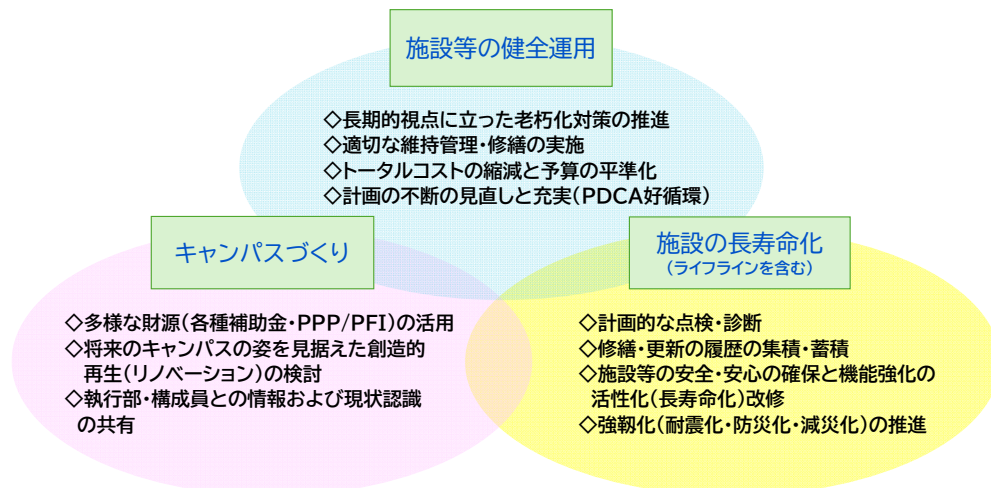 施設等の健全運用
◇長期的視点に立った老朽化対策の推進
◇適切な維持管理・修繕の実施
◇トータルコストの縮減と予算の平準化
◇計画の不断の見直しと充実(PDCA好循環)
キャンパスづくり
◇多様な財源(各種補助金・PPP/PFI)の活用
◇将来のキャンパスの姿を見据えた創造的
再生(リノベーション)の検討
◇執行部・構成員との情報および現状認識
の共有
施設の長寿命化
(ライフラインを含む)
◇計画的な点検・診断
◇修繕・更新の履歴の集積・蓄積
◇施設等の安全・安心の確保と機能強化の
活性化(長寿命化)改修
◇強靱化(耐震化・防災化・減災化)の推進